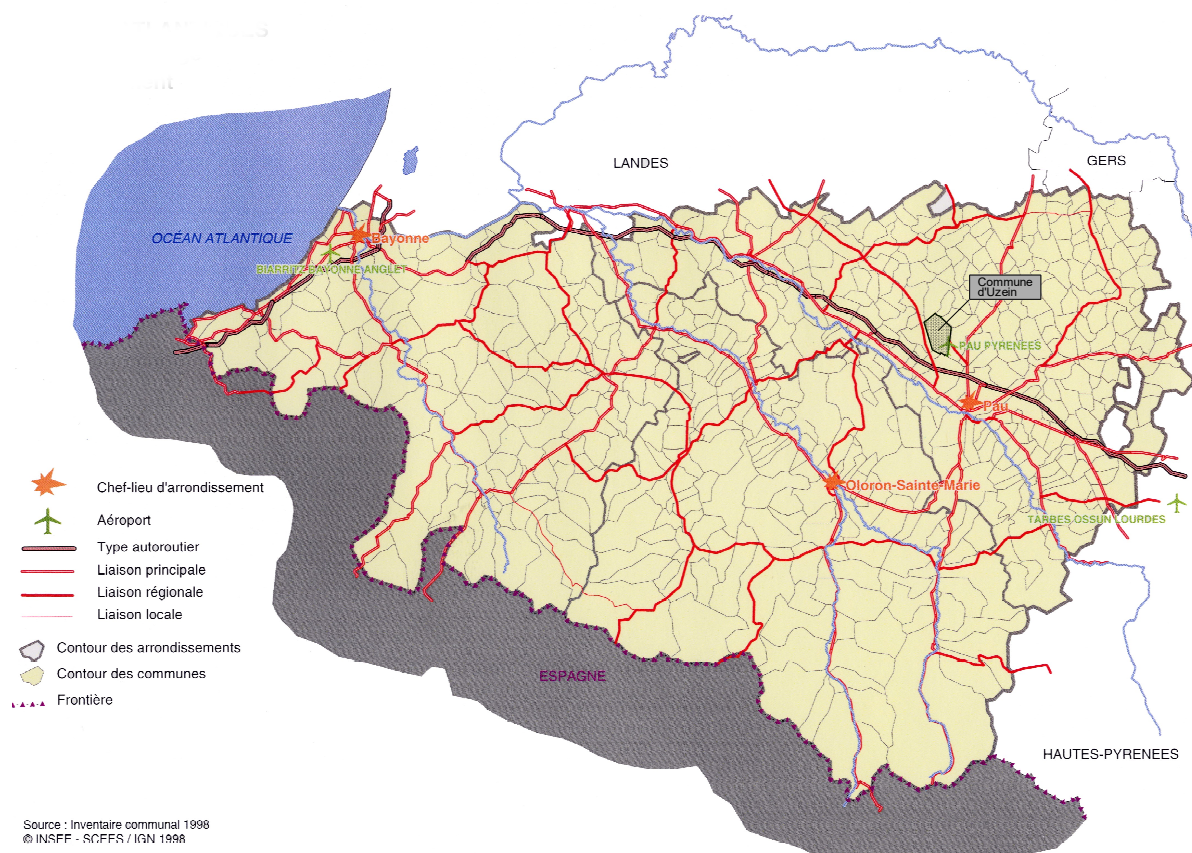 LANDES
GERS
OCÉAN ATLANTIQUE
Bayonne
BIARRITZ BAYONNE ANGLET
Commune
d'Uzein
PAU PYRENEES
Pau
Oloron-Sainte-Marie
TARBES OSSUN LOURDES
Chef-lieu d'arrondissement
Aéroport
Type autoroutier
Liaison principale
Liaison régionale
Liaison locale
Contour des arrondissements
Contour des communes
Frontière
ESPAGNE
HAUTES-PYRENEES
Source : Inventaire communal 1998
© INSEE - SCEES / IGN 1998